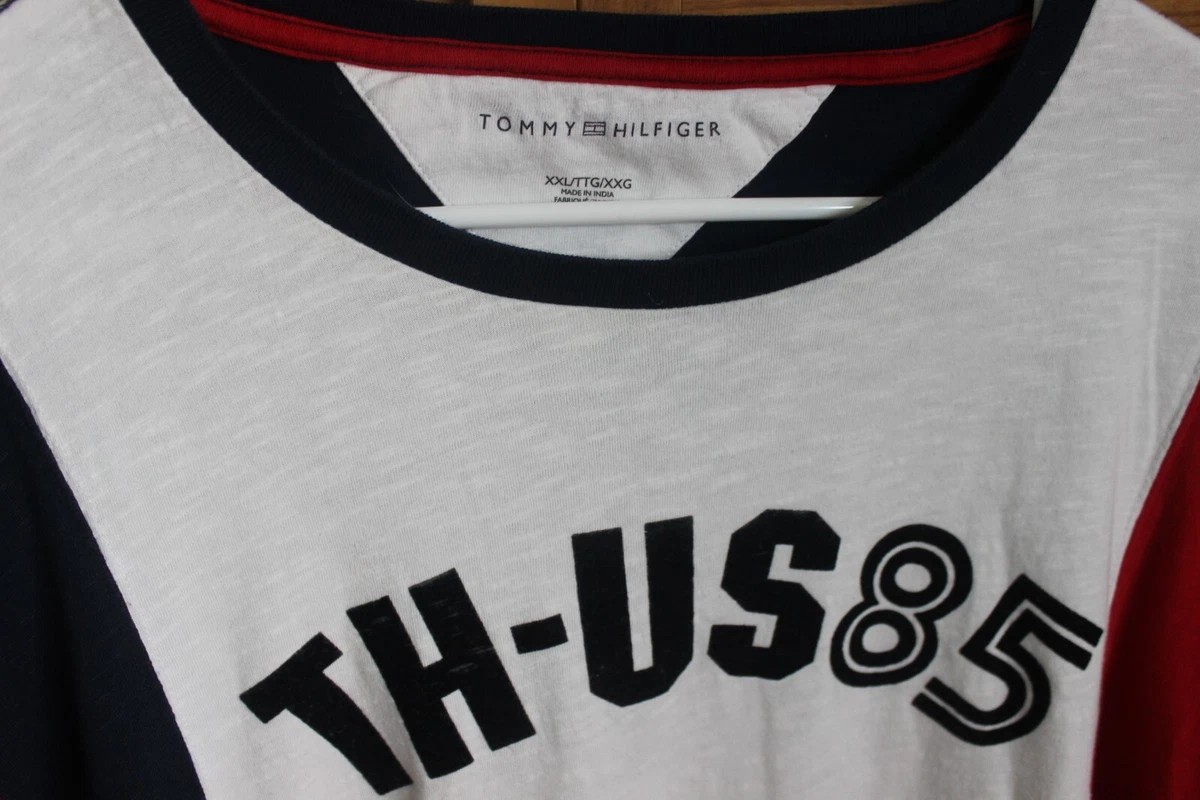 TOMMY HILFIGER
XXL/TTG/XXG
MADE IN INDIA
TH-US85